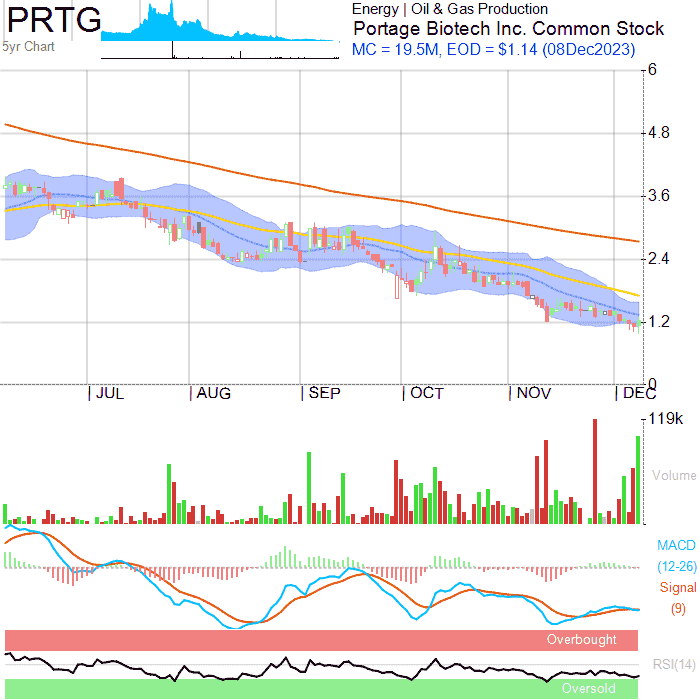 PRTG
5yr Chart
Energy | Oil & Gas Production
Portage Biotech Inc. Common Stock
MC = 19.5M, EOD = $1.14 (08Dec2023)
6
4.8
3.6
2.4
1.2
0
JUL AUG SEP OCT NOV DEC
119k
Volume
MACD
(12-26)
Signal
(9)
Overbought
RSI(14)
Oversold